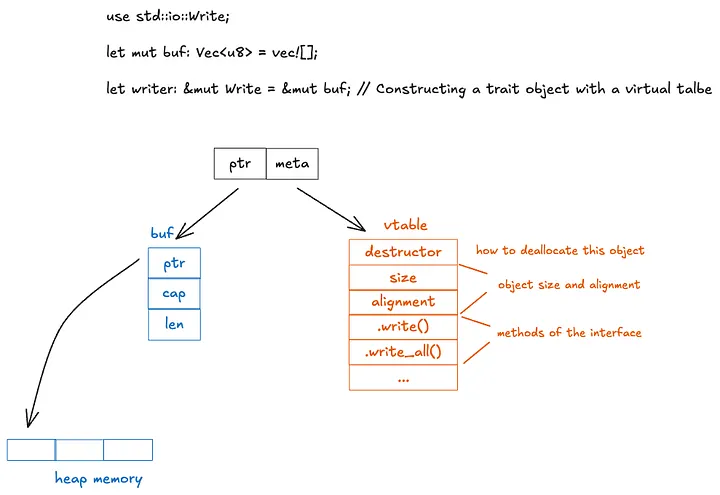 use std::io::Write;
let mut buf: Vec<u8> = vec![];
let writer: &mut Write = &mut buf; // Constructing a trait object with a virtual talbe
ptr meta
buf
ptr
cap
len
heap memory
vtable
destructor
size
alignment
.write()
.write_all()
...
how to deallocate this object
object size and alignment
methods of the interface